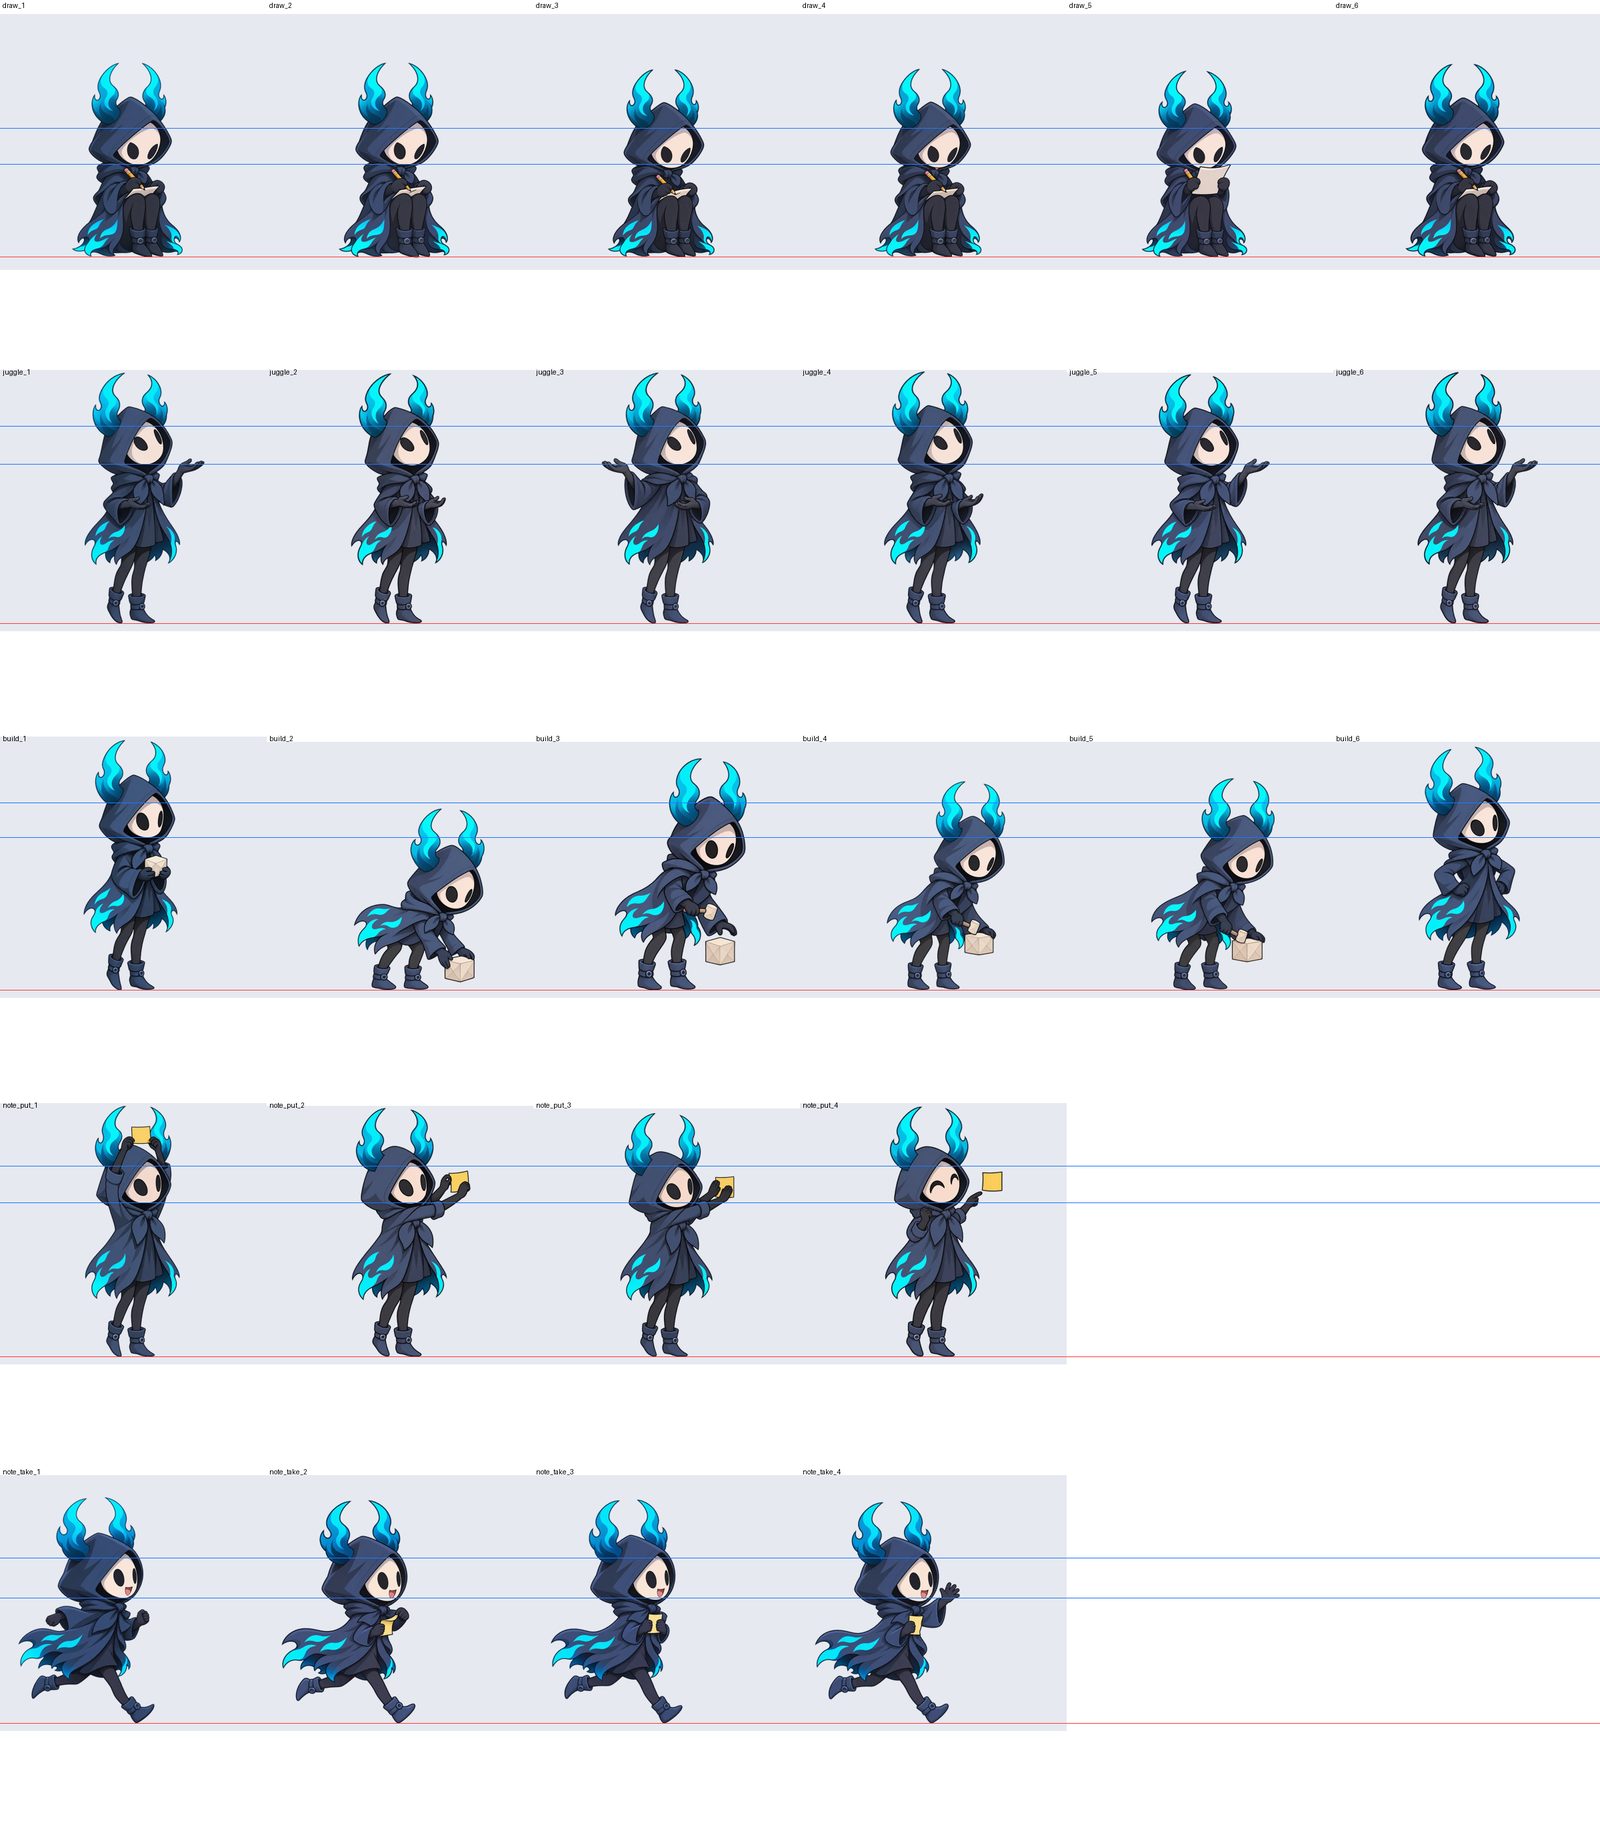 draw_1 draw_2 draw_3 draw_4 draw_5 draw_6
juggle_1 juggle_2 juggle_3 juggle_4 juggle_5 juggle_6
build_1 build_2 build_3 build_4 build_5 build_6
note_put_1 note_put_2 note_put_3 note_put_4
note_take_1 note_take_2 note_take_3 note_take_4